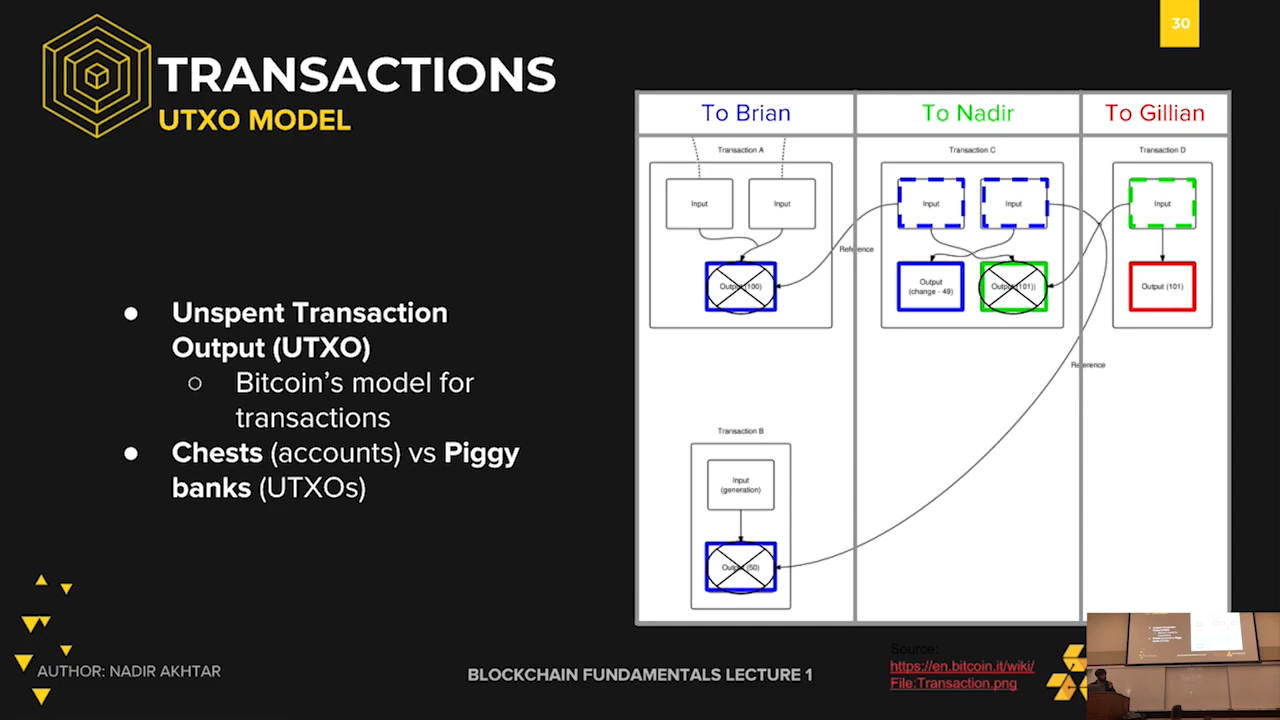 30
TRANSACTIONS
UTXO MODEL
● Unspent Transaction
Output (UTXO)
○ Bitcoin's model for
transactions
● Chests (accounts) vs Piggy
banks (UTXOs)
To Brian
To Nadir
To Gillian
Transaction A
Transaction C
Transaction D
Input
Input
Input
Input
Input
Reference
Output (100)
Output
(change - 49)
Output (101))
Output (101)
Reference
Transaction B
Input
(generation)
Output (50)
AUTHOR: NADIR AKHTAR
BLOCKCHAIN FUNDAMENTALS LECTURE 1
Source:
https://en.bitcoin.it/wiki/
File:Transaction.png